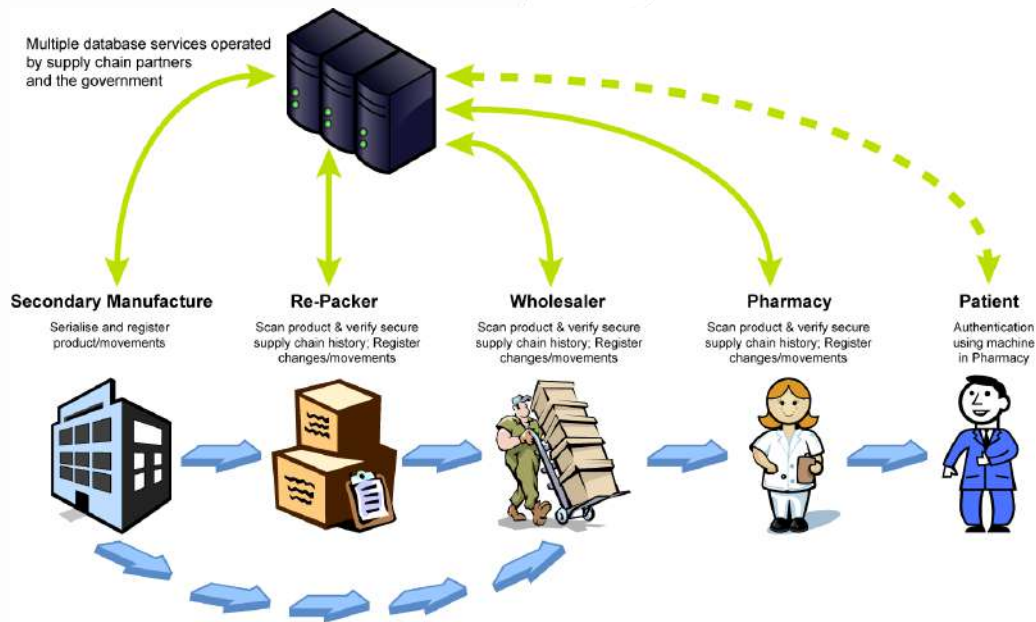 Multiple database services operated
by supply chain partners
and the government
Secondary Manufacture
Serialise and register
product/movements
Re-Packer
Scan product & verify secure
supply chain history; Register
changes/movements
Wholesaler
Scan product & verify secure
supply chain history; Register
changes/movements
Pharmacy
Scan product & verify secure
supply chain history; Register
changes/movements
Patient
Authentication
using machine
in Pharmacy